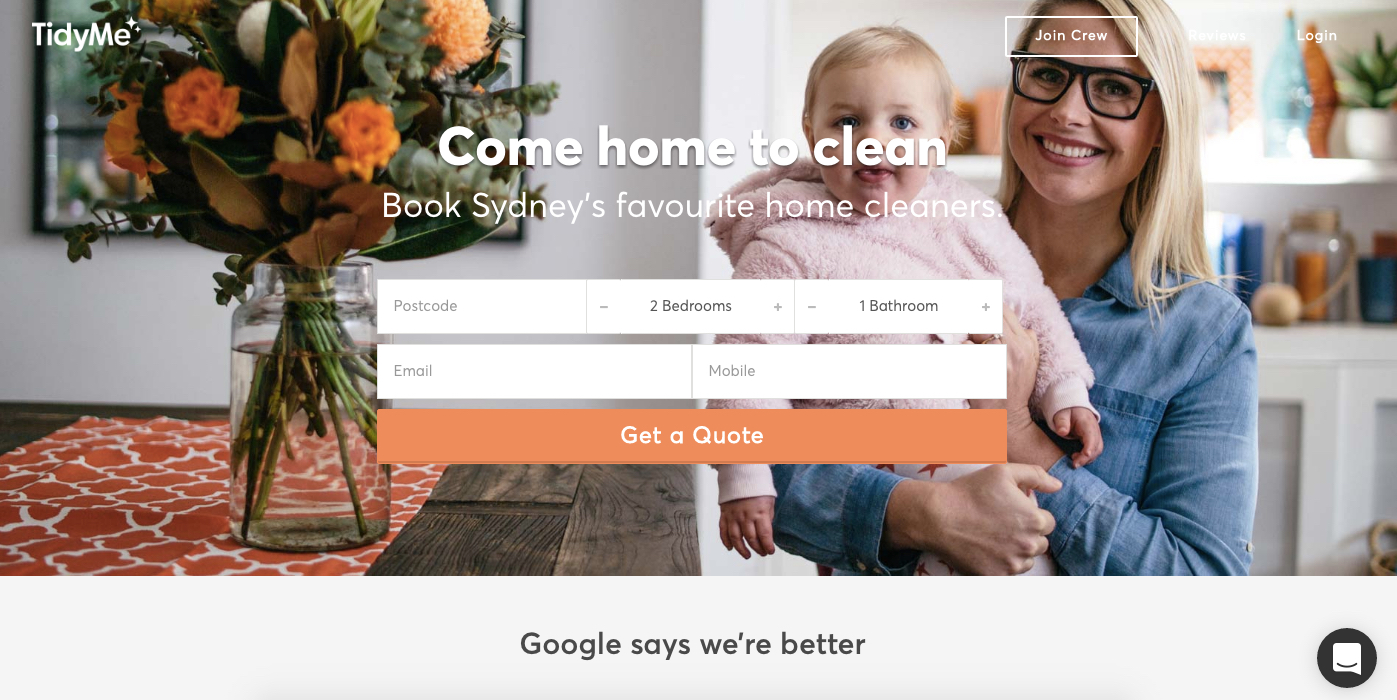 TidyMe
Join Crew
Reviews
Login
Come home to clean
Book Sydney's favourite home cleaners.
Postcode
− 2 Bedrooms +
− 1 Bathroom +
Email
Mobile
Get a Quote
Google says we're better